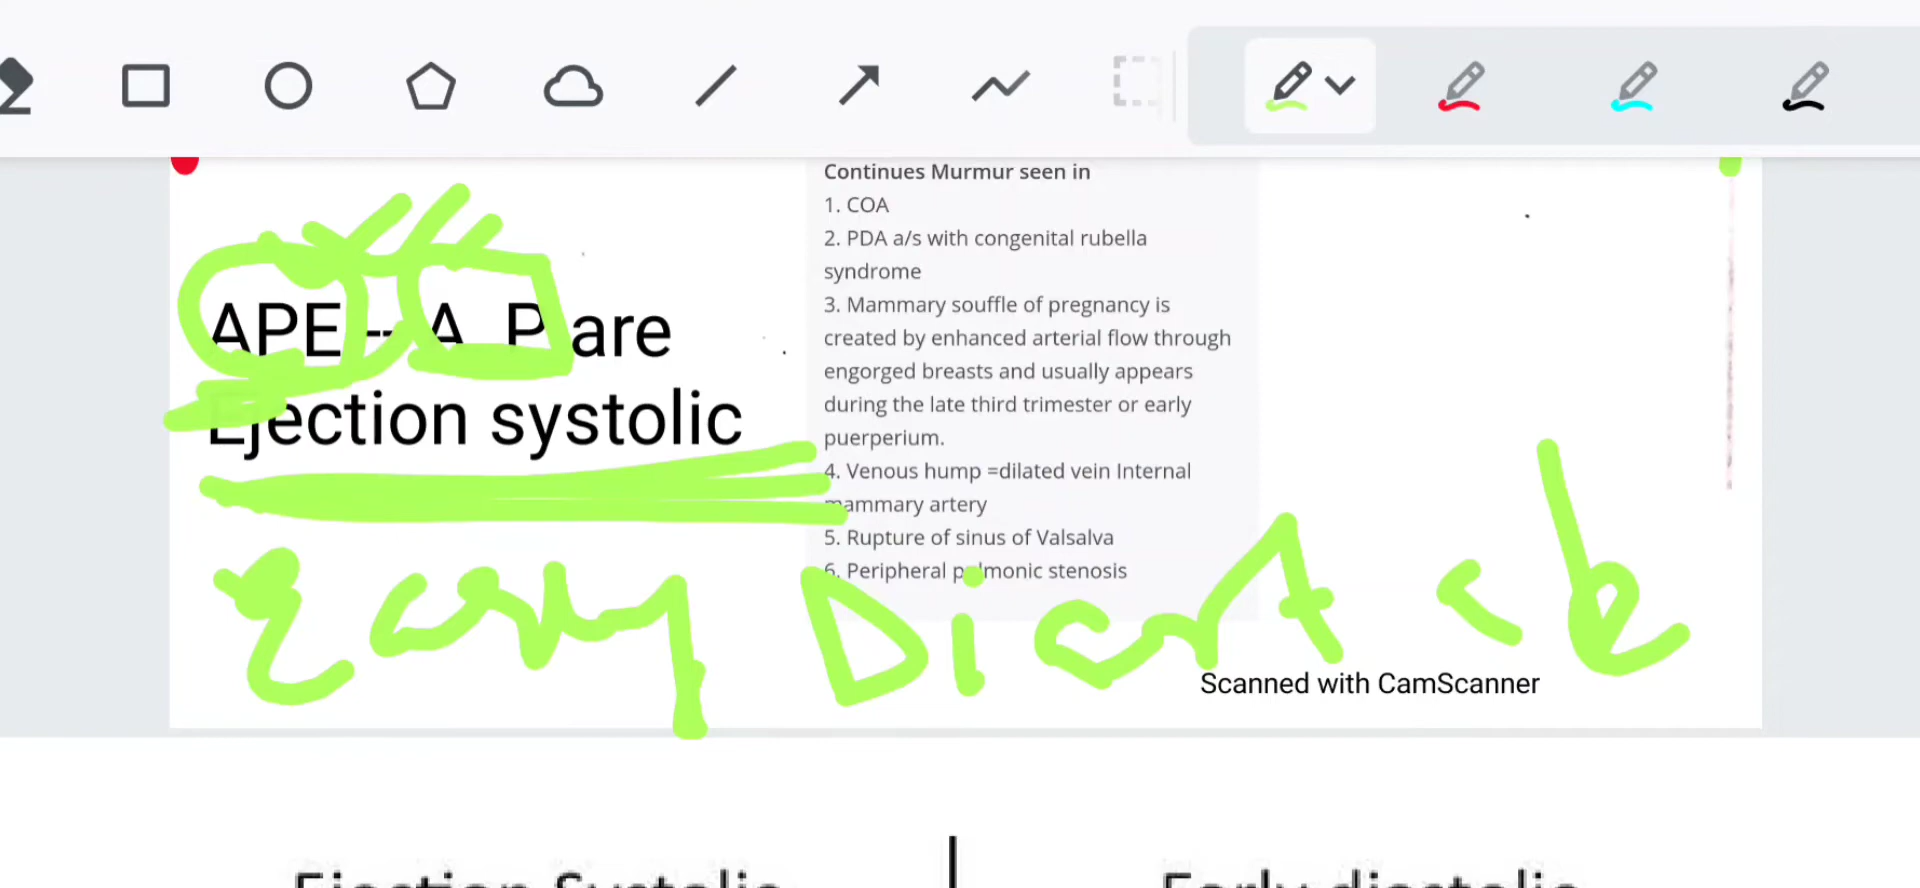 Continues Murmur seen in
1. COA
2. PDA a/s with congenital rubella
syndrome
3. Mammary souffle of pregnancy is
created by enhanced arterial flow through
engorged breasts and usually appears
during the late third trimester or early
puerperium.
4. Venous hump =dilated vein Internal
mammary artery
5. Rupture of sinus of Valsalva
6. Peripheral pulmonic stenosis
APE -- A P are
Ejection systolic
Early
Scanned with CamScanner
Ejection Systolic
Early diastolic